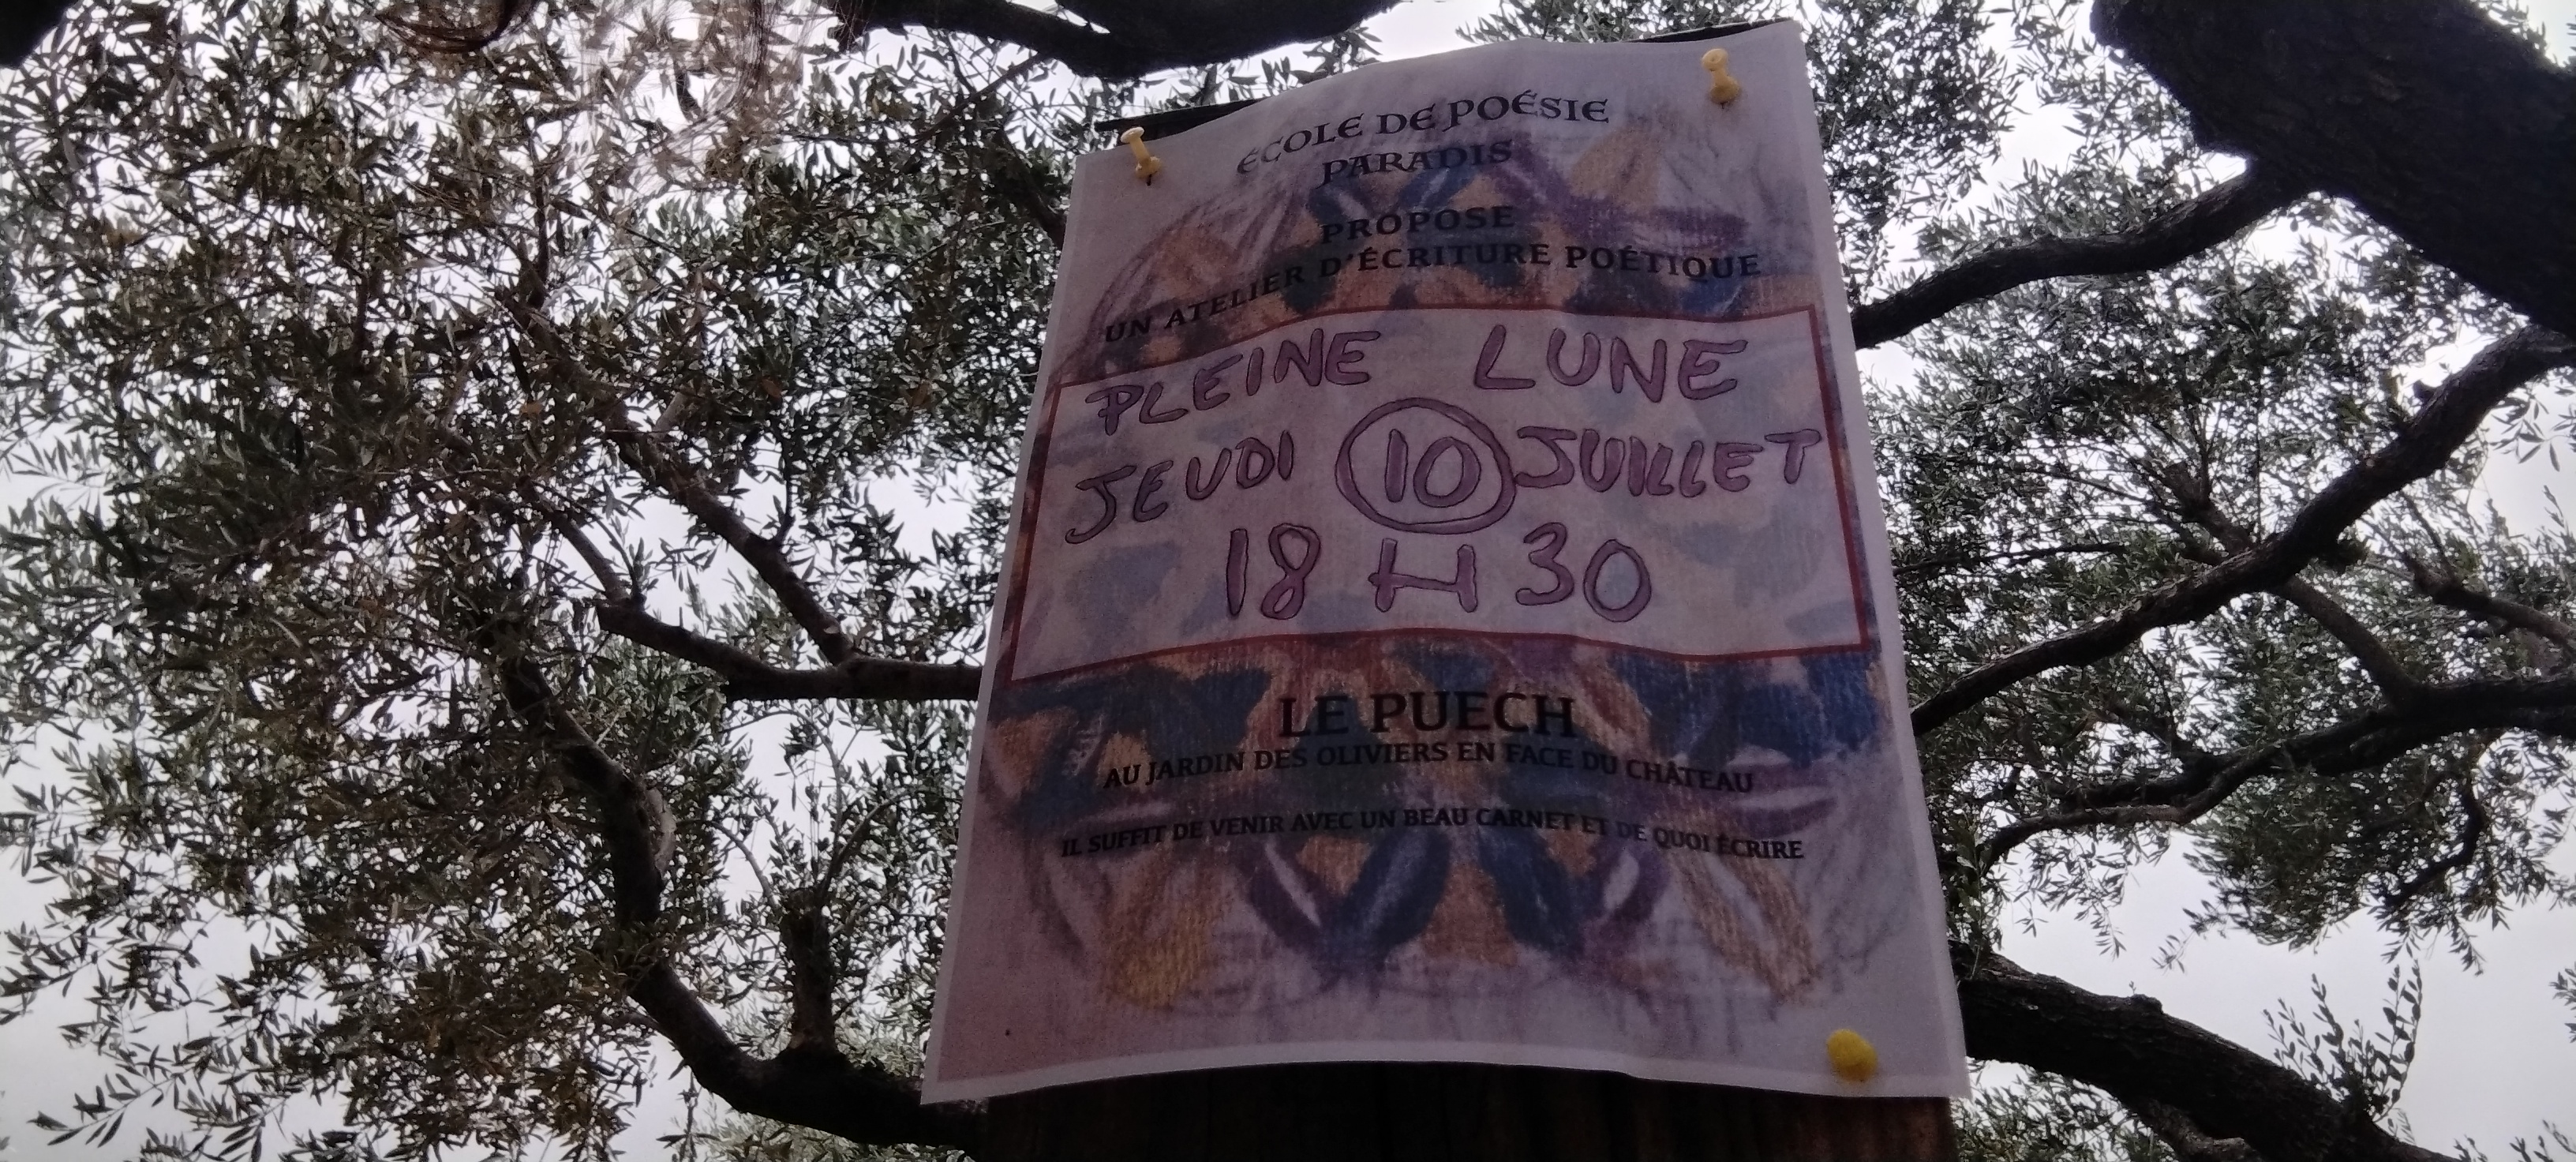 ÉCOLE DE POÉSIE
PARADIS
PROPOSE
UN ATELIER D'ÉCRITURE POÉTIQUE
PLEINE LUNE
JEUDI 10 JUILLET
18 H 30
LE PUECH
AU JARDIN DES OLIVIERS EN FACE DU CHÂTEAU
IL SUFFIT DE VENIR AVEC UN BEAU CARNET ET DE QUOI ÉCRIRE